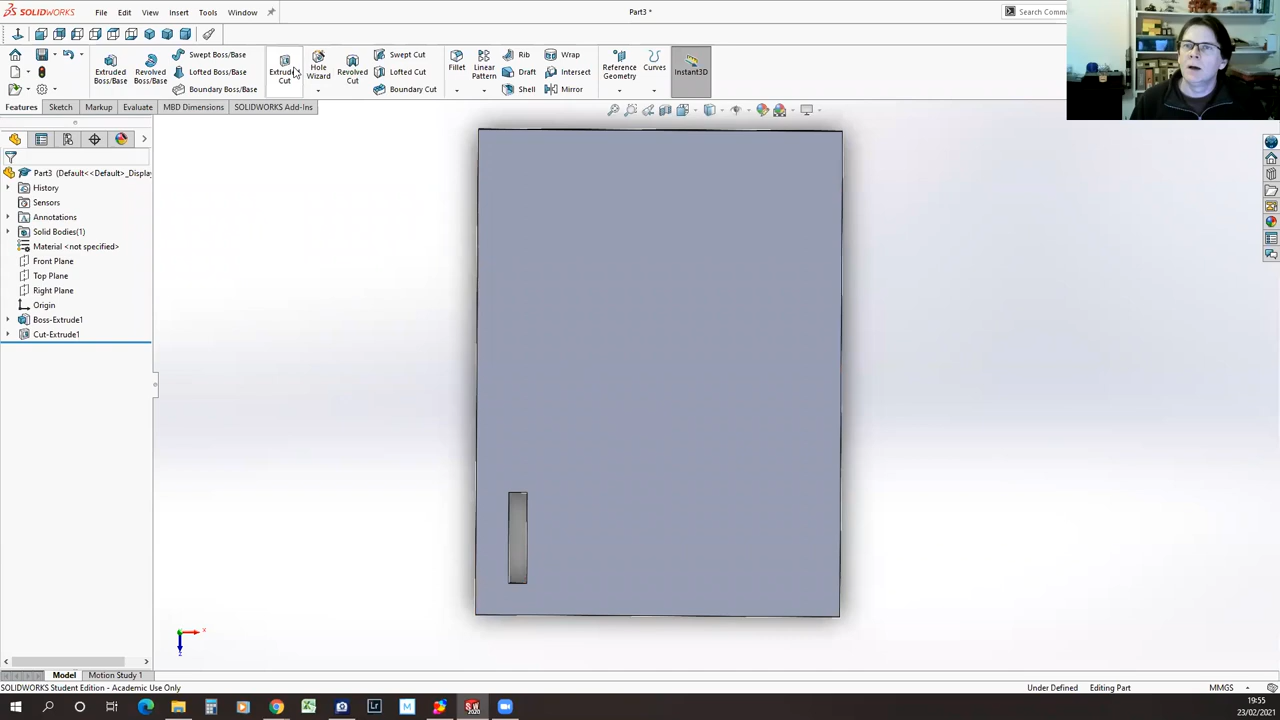 SOLIDWORKS File Edit View Insert Tools Window Part3 * Search Comm
Extruded Boss/Base
Revolved Boss/Base
Swept Boss/Base
Lofted Boss/Base
Boundary Boss/Base
Extruded Cut
Hole Wizard
Revolved Cut
Swept Cut
Lofted Cut
Boundary Cut
Fillet
Linear Pattern
Rib
Draft
Shell
Wrap
Intersect
Mirror
Reference Geometry
Curves
Instant3D
Features Sketch Markup Evaluate MBD Dimensions SOLIDWORKS Add-Ins
Part3 (Default<<Default>_Display
History
Sensors
Annotations
Solid Bodies(1)
Material <not specified>
Front Plane
Top Plane
Right Plane
Origin
Boss-Extrude1
Cut-Extrude1
x
z
Model Motion Study 1
SOLIDWORKS Student Edition - Academic Use Only Under Defined Editing Part MMGS
19:55
23/02/2021